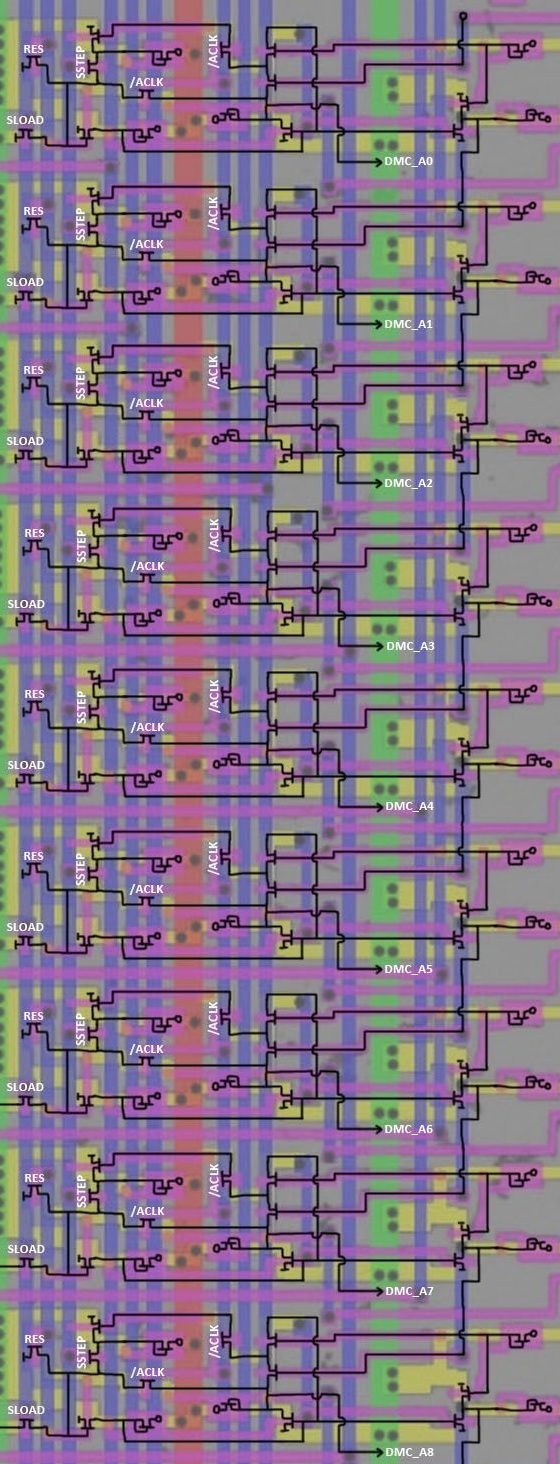 RES
SSTEP
/ACLK
/ACLK
SLOAD
DMC_A0
RES
SSTEP
/ACLK
/ACLK
SLOAD
DMC_A1
RES
SSTEP
/ACLK
/ACLK
SLOAD
DMC_A2
RES
SSTEP
/ACLK
/ACLK
SLOAD
DMC_A3
RES
SSTEP
/ACLK
/ACLK
SLOAD
DMC_A4
RES
SSTEP
/ACLK
/ACLK
SLOAD
DMC_A5
RES
SSTEP
/ACLK
/ACLK
SLOAD
DMC_A6
RES
SSTEP
/ACLK
/ACLK
SLOAD
DMC_A7
RES
SSTEP
/ACLK
/ACLK
SLOAD
DMC_A8